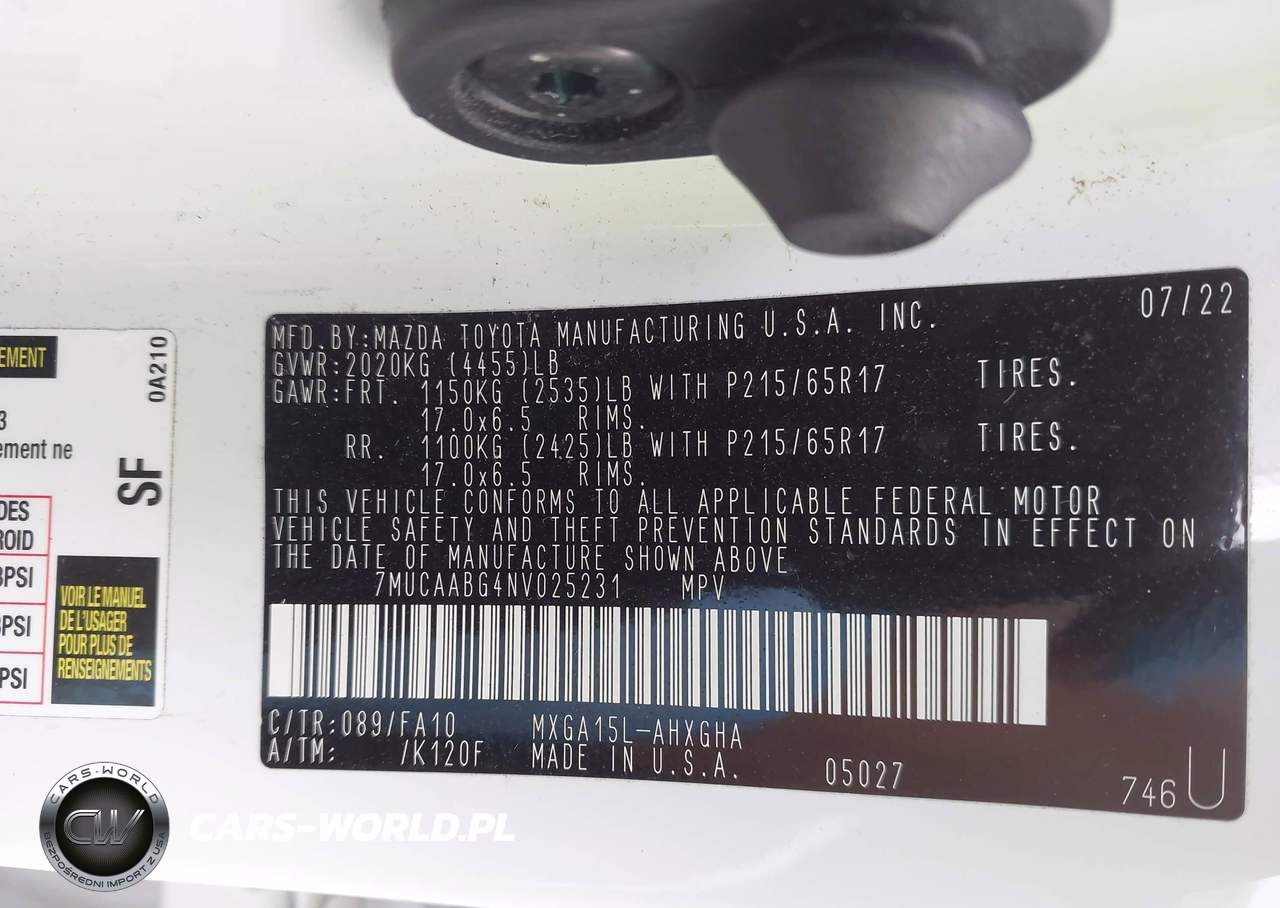 07/22
MFD.BY:MAZDA TOYOTA MANUFACTURING U.S.A. INC.
GVWR:2020KG (4455)LB
GAWR:FRT. 1150KG (2535)LB WITH P215/65R17 TIRES.
17.0x6.5 RIMS.
RR. 1100KG (2425)LB WITH P215/65R17 TIRES.
17.0x6.5 RIMS.
THIS VEHICLE CONFORMS TO ALL APPLICABLE FEDERAL MOTOR
VEHICLE SAFETY AND THEFT PREVENTION STANDARDS IN EFFECT ON
THE DATE OF MANUFACTURE SHOWN ABOVE
7MUCAABG4NV025231 MPV
C/TR:089/FA10 MXGA15L-AHXGHA
A/TM: /K120F MADE IN U.S.A. 05027
746 U
EMENT
0A210
3
ement ne
SF
DES
ROID
PSI
PSI
PSI
VOIR LE MANUEL
DE L'USAGER
POUR PLUS DE
RENSEIGNEMENTS
CARS-WORLD
CW
BEZPOŚREDNI IMPORT Z USA
CARS-WORLD.PL